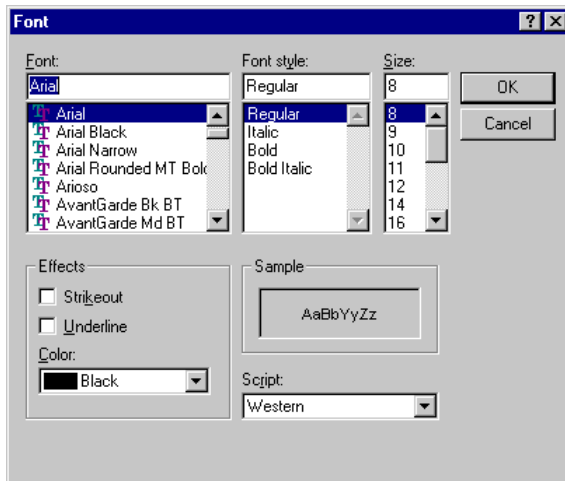 Font
Font: Font style: Size:
Arial Regular 8 OK
Arial Regular 8 Cancel
Arial Black Italic 9
Arial Narrow Bold 10
Arial Rounded MT Bold Bold Italic 11
Arioso 12
AvantGarde Bk BT 14
AvantGarde Md BT 16
Effects Sample
Strikeout
AaBbYyZz
Underline
Color:
Black
Script:
Western